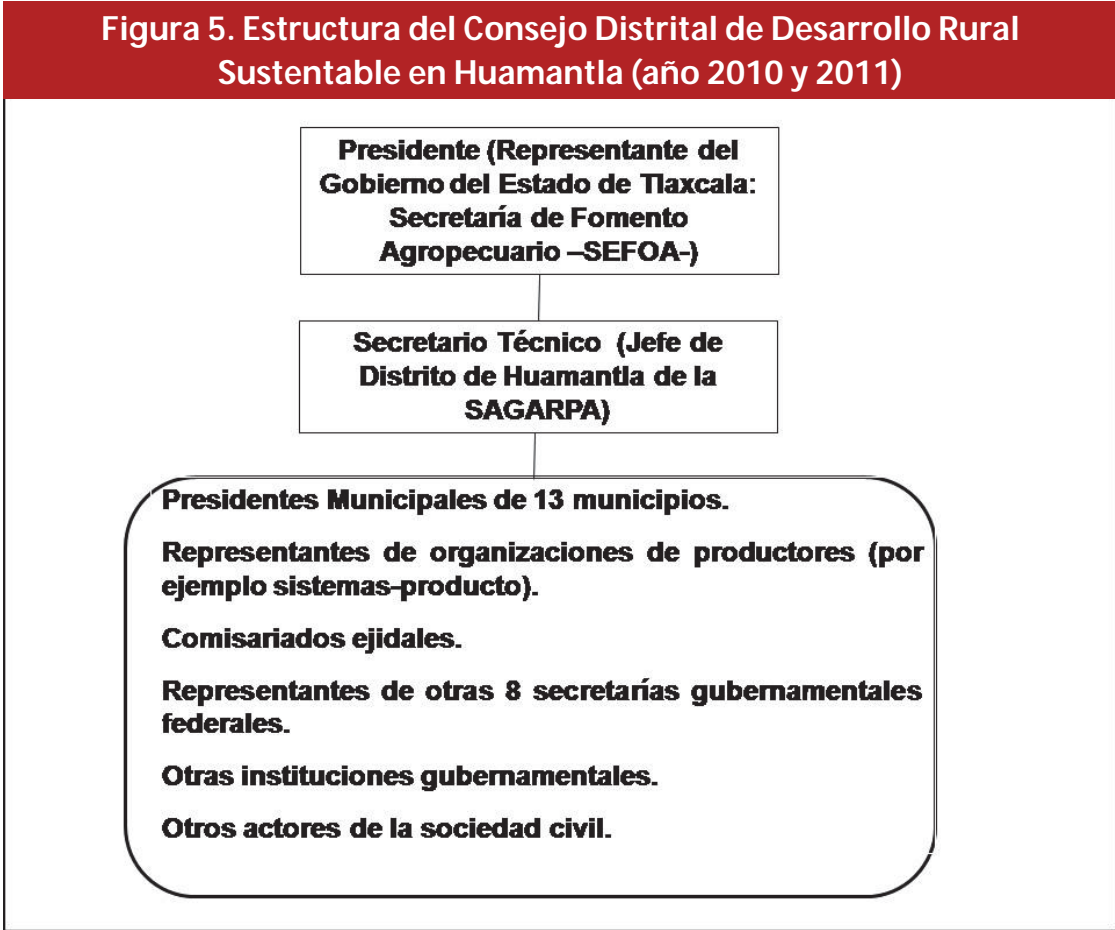 Figura 5. Estructura del Consejo Distrital de Desarrollo Rural
Sustentable en Huamantla (año 2010 y 2011)
Presidente (Representante del
Gobierno del Estado de Tlaxcala:
Secretaría de Fomento
Agropecuario –SEFOA-)
Secretario Técnico (Jefe de
Distrito de Huamantla de la
SAGARPA)
Presidentes Municipales de 13 municipios.
Representantes de organizaciones de productores (por
ejemplo sistemas-producto).
Comisariados ejidales.
Representantes de otras 8 secretarías gubernamentales
federales.
Otras instituciones gubernamentales.
Otros actores de la sociedad civil.